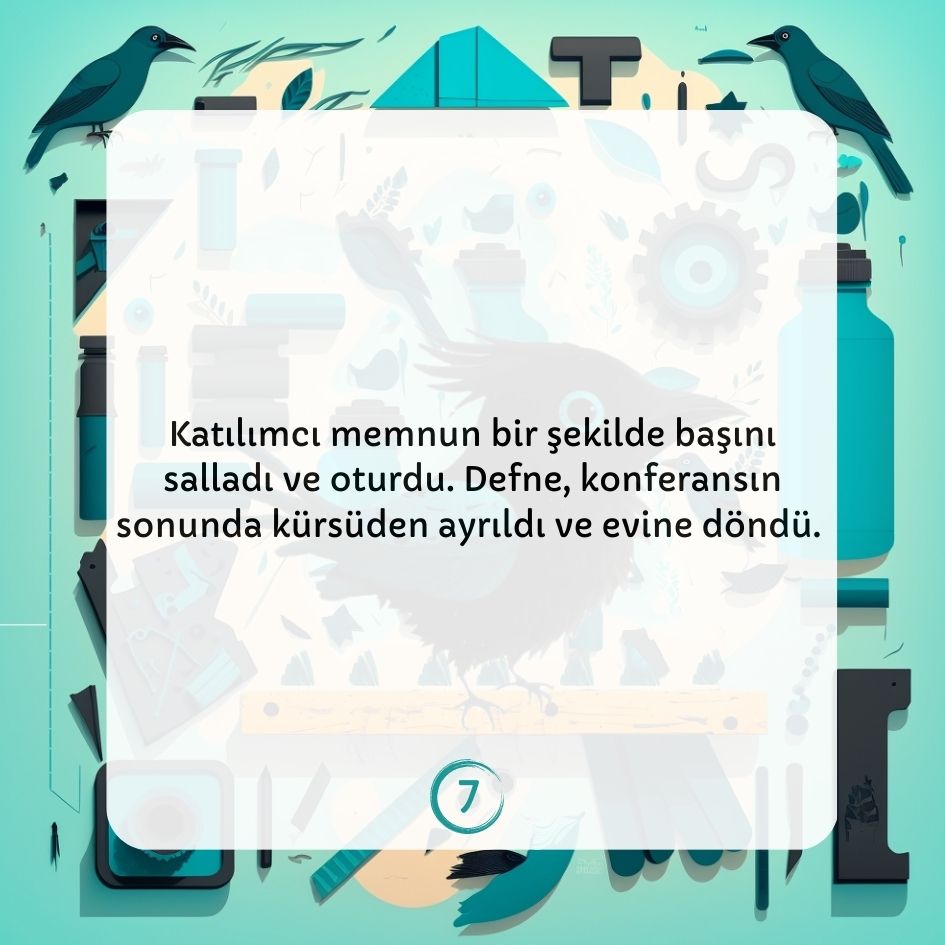 Katılımcı memnun bir şekilde başını
salladı ve oturdu. Defne, konferansın
sonunda kürsüden ayrıldı ve evine döndü.
7